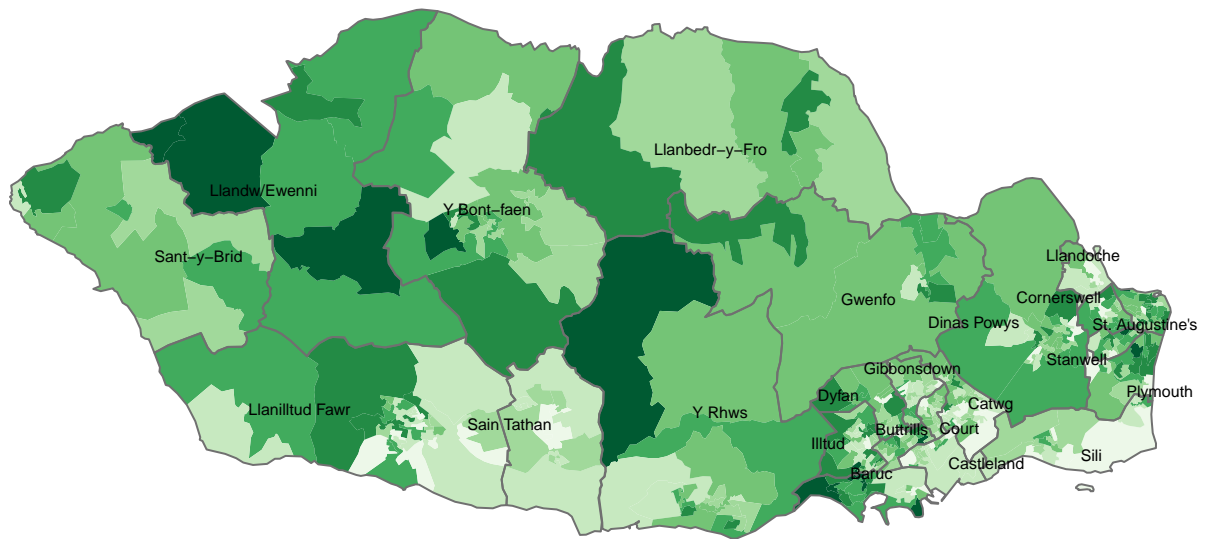 Llanbedr−y−Fro
Llandw/Ewenni
Y Bont−faen
Sant−y−Brid
Llandoche
Gwenfo
Cornerswell
Dinas Powys
St. Augustine's
Stanwell
Gibbonsdown
Plymouth
Dyfan
Catwg
Llanilltud Fawr
Y Rhws
Sain Tathan
Buttrills
Court
Illtud
Sili
Castleland
Baruc